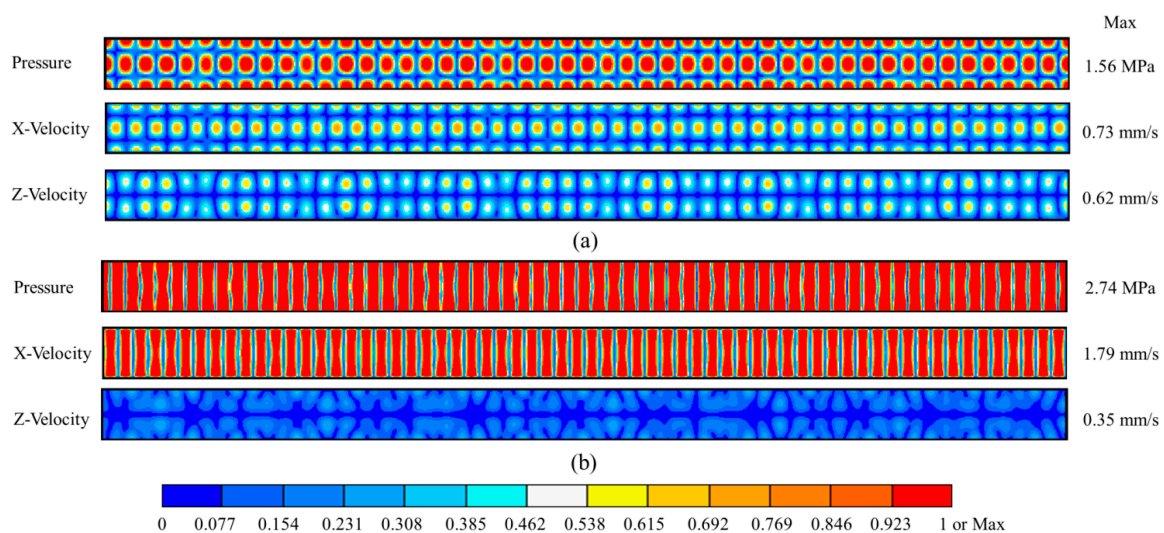 Max
Pressure 1.56 MPa
X-Velocity 0.73 mm/s
Z-Velocity 0.62 mm/s
(a)
Pressure 2.74 MPa
X-Velocity 1.79 mm/s
Z-Velocity 0.35 mm/s
(b)
0 0.077 0.154 0.231 0.308 0.385 0.462 0.538 0.615 0.692 0.769 0.846 0.923 1 or Max